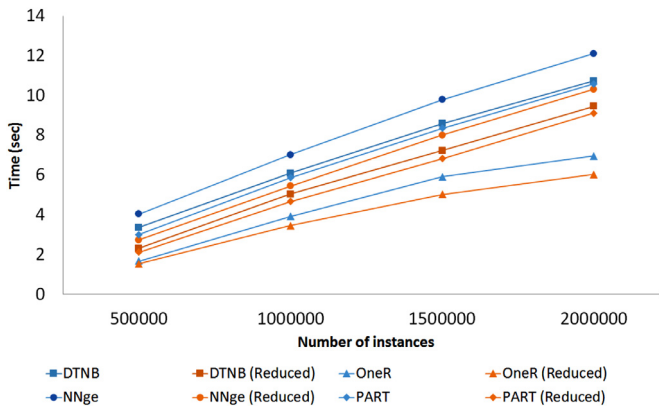 14
12
10
8
6
4
2
0
Time (sec)
500000 1000000 1500000 2000000
Number of instances
DTNB DTNB (Reduced) OneR OneR (Reduced)
NNge NNge (Reduced) PART PART (Reduced)